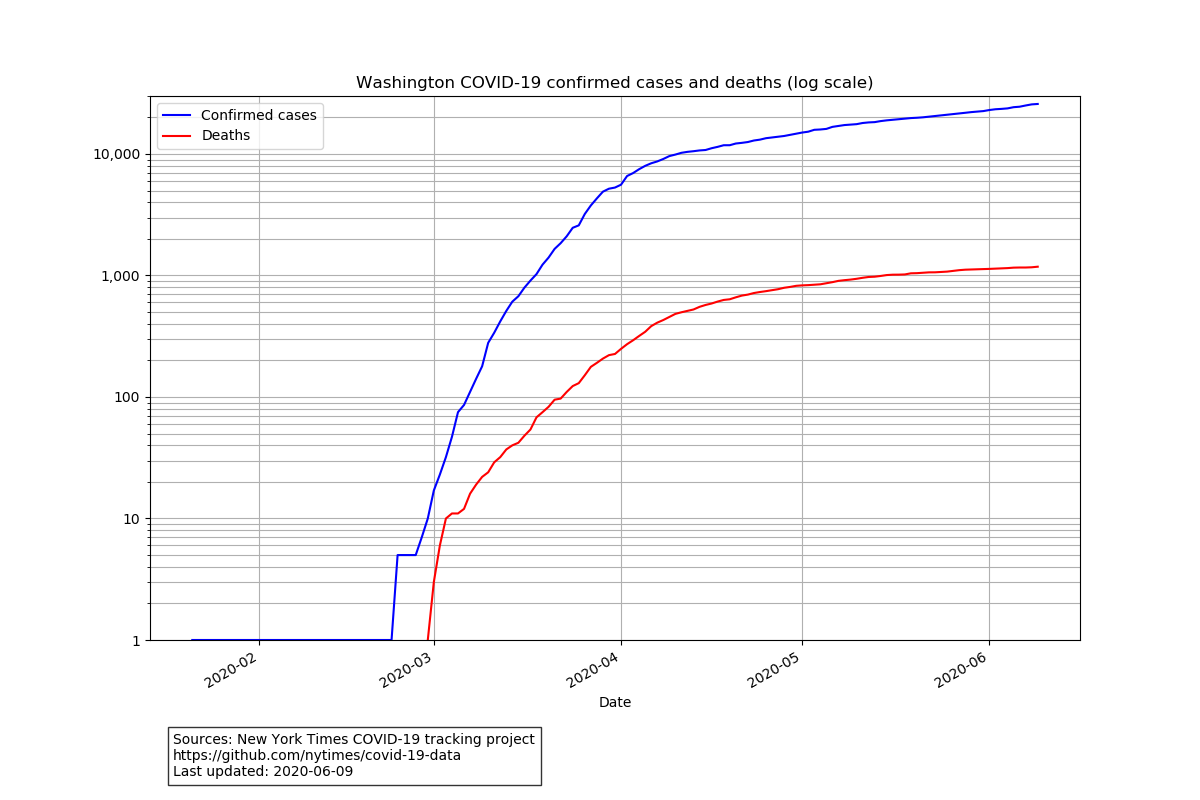 Washington COVID-19 confirmed cases and deaths (log scale)
Confirmed cases
Deaths
10,000
1,000
100
10
1
2020-02
2020-03
2020-04
2020-05
2020-06
Date
Sources: New York Times COVID-19 tracking project
https://github.com/nytimes/covid-19-data
Last updated: 2020-06-09